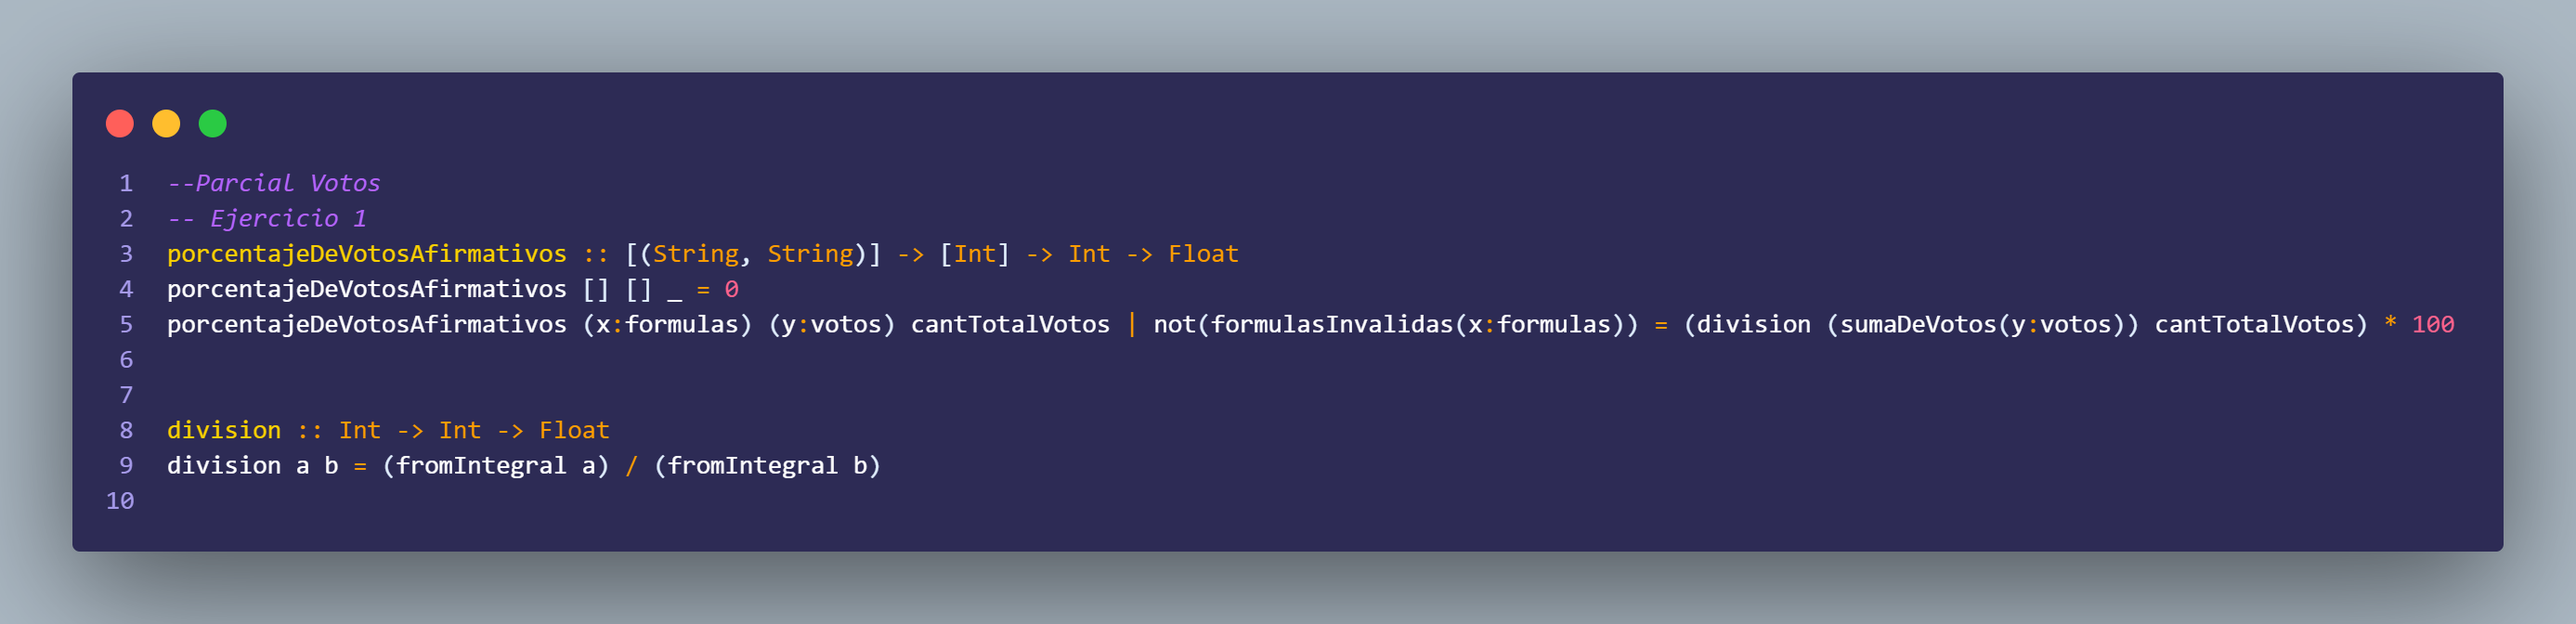 1 --Parcial Votos
2 -- Ejercicio 1
3 porcentajeDeVotosAfirmativos :: [(String, String)] -> [Int] -> Int -> Float
4 porcentajeDeVotosAfirmativos [] [] _ = 0
5 porcentajeDeVotosAfirmativos (x:formulas) (y:votos) cantTotalVotos | not(formulasInvalidas(x:formulas)) = (division (sumaDeVotos(y:votos)) cantTotalVotos) * 100
6
7
8 division :: Int -> Int -> Float
9 division a b = (fromIntegral a) / (fromIntegral b)
10